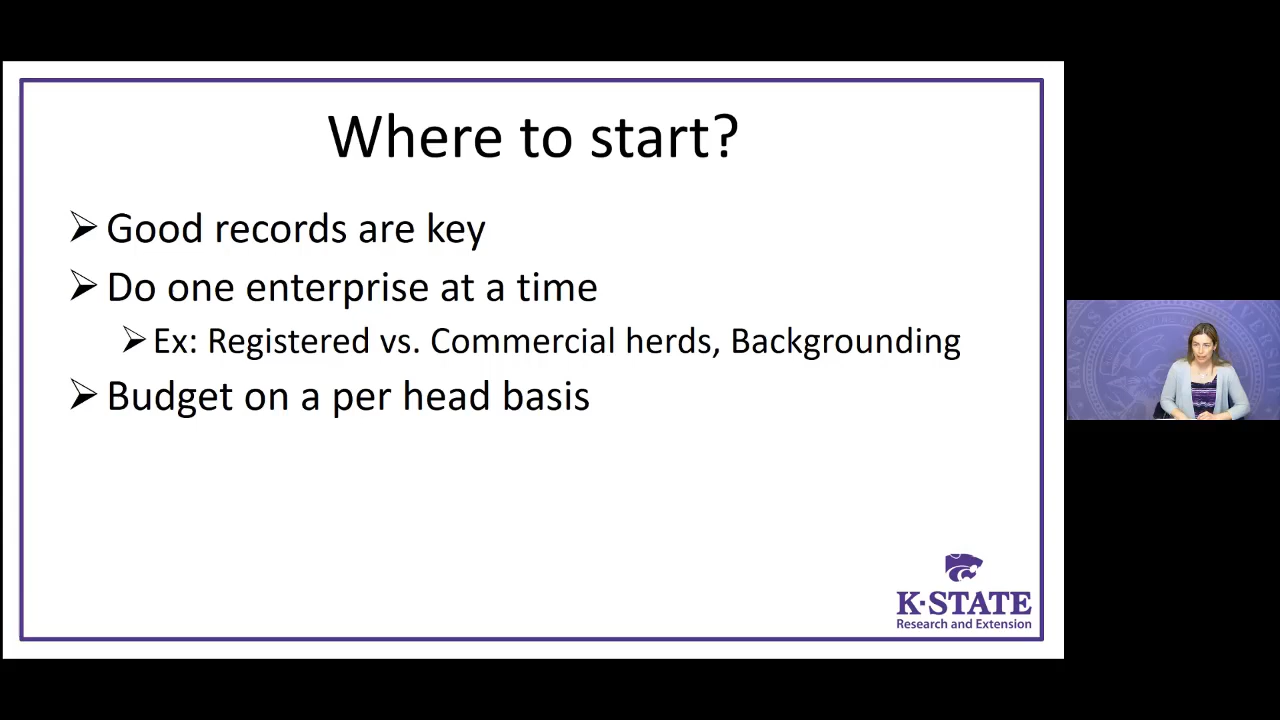 Where to start?
➢ Good records are key
➢ Do one enterprise at a time
➢ Ex: Registered vs. Commercial herds, Backgrounding
➢ Budget on a per head basis
K-STATE
Research and Extension